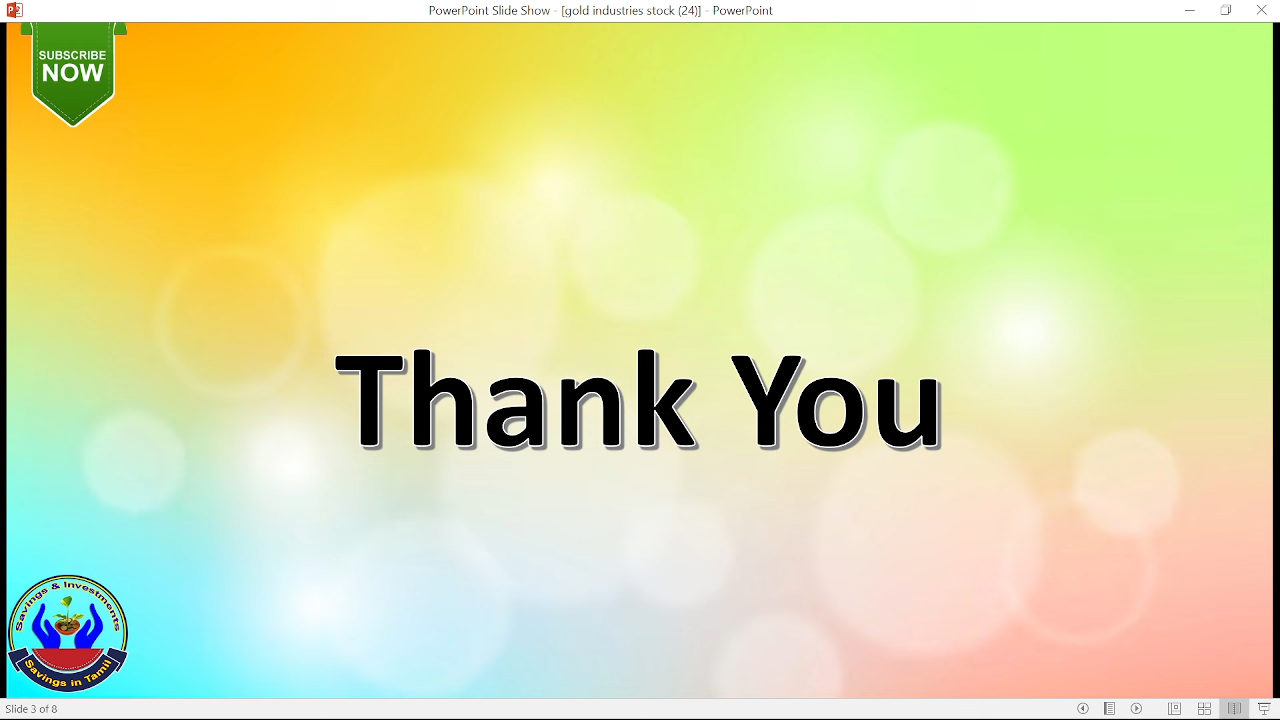 PowerPoint Slide Show - [gold industries stock (24)] - PowerPoint
SUBSCRIBE
NOW
Thank You
Savings & Investments
Savings in Tamil
Slide 3 of 8